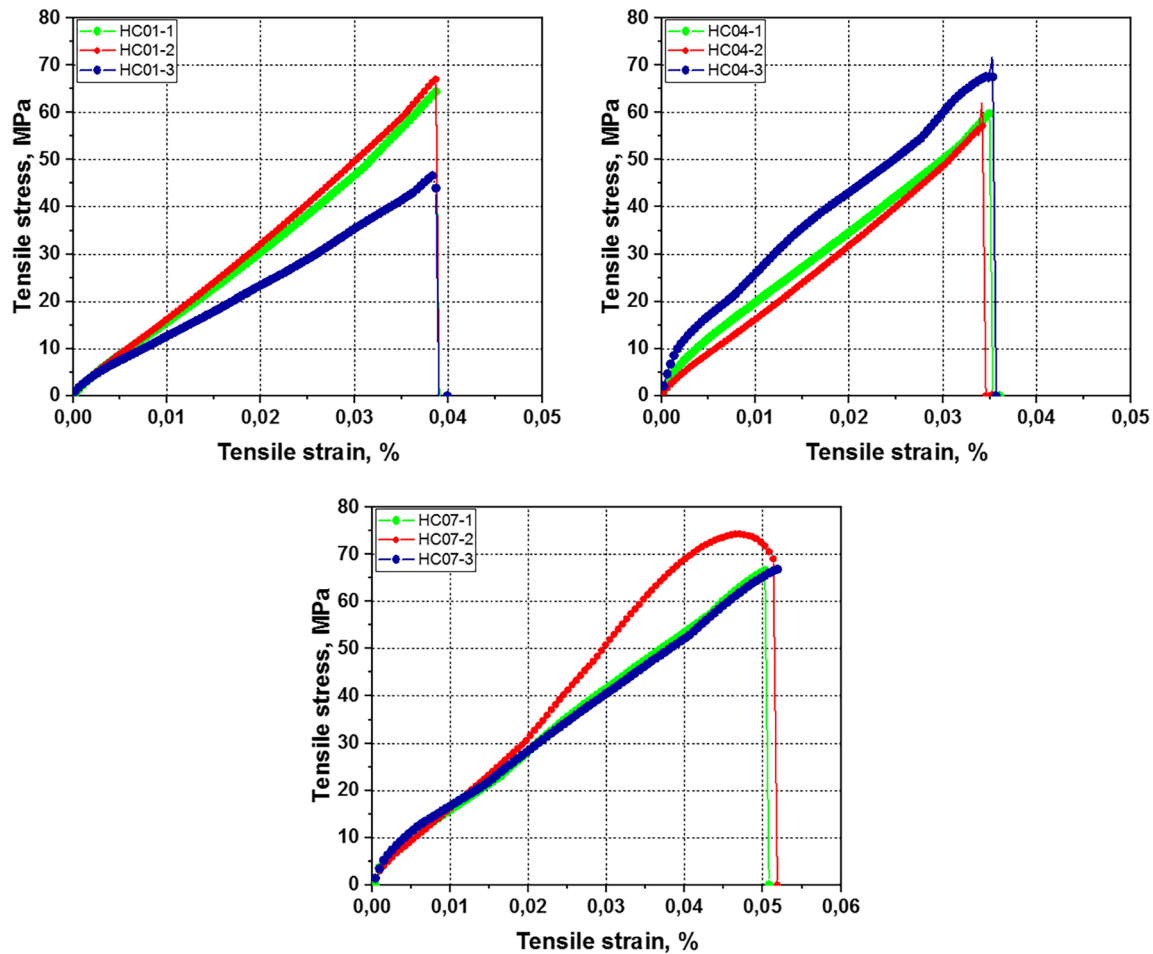 HC01-1
HC01-2
HC01-3
Tensile stress, MPa
80
70
60
50
40
30
20
10
0
0,00 0,01 0,02 0,03 0,04 0,05
Tensile strain, %
HC04-1
HC04-2
HC04-3
Tensile stress, MPa
80
70
60
50
40
30
20
10
0
0,00 0,01 0,02 0,03 0,04 0,05
Tensile strain, %
HC07-1
HC07-2
HC07-3
Tensile stress, MPa
80
70
60
50
40
30
20
10
0
0,00 0,01 0,02 0,03 0,04 0,05 0,06
Tensile strain, %